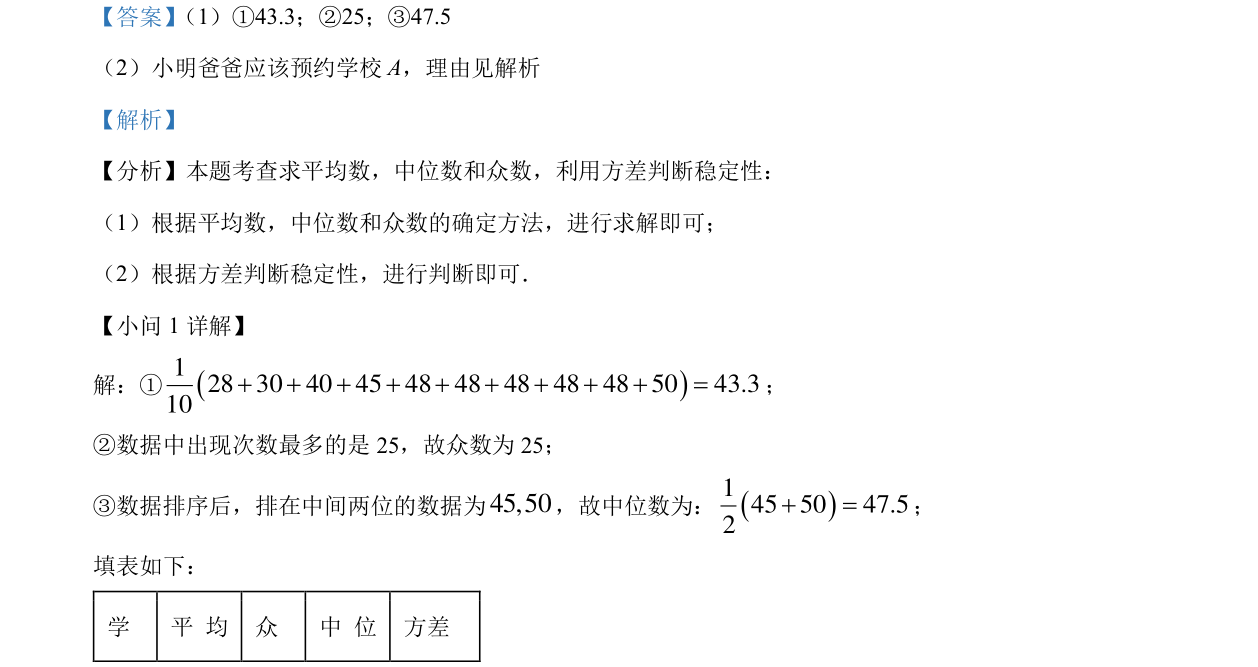 【答案】（1）①43.3；②25；③47.5
（2）小明爸爸应该预约学校 A，理由见解析
【解析】
【分析】本题考查求平均数，中位数和众数，利用方差判断稳定性：
（1）根据平均数，中位数和众数的确定方法，进行求解即可；
（2）根据方差判断稳定性，进行判断即可．
【小问 1 详解】
解：①1/10(28+30+40+45+48+48+48+48+48+50)=43.3；
②数据中出现次数最多的是 25，故众数为 25；
③数据排序后，排在中间两位的数据为45,50，故中位数为：1/2(45+50)=47.5；
填表如下：
学 平 均 众 中 位 方差